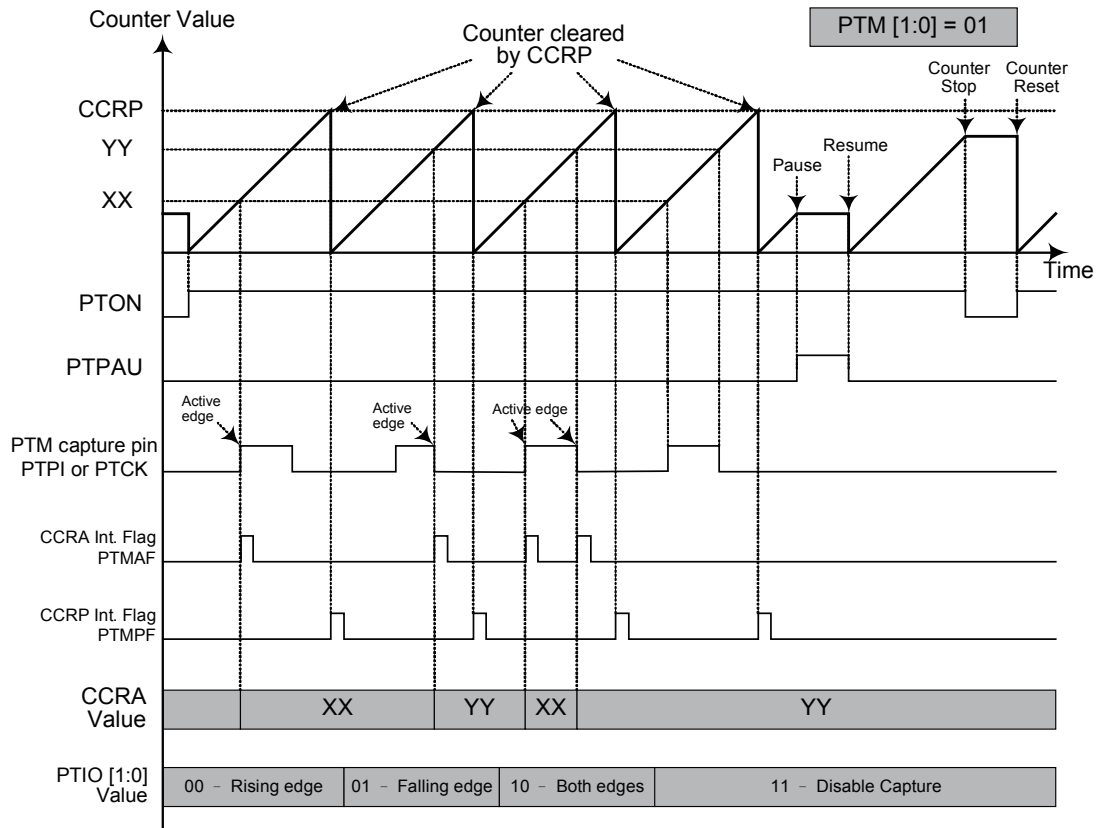 Counter Value
PTM [1:0] = 01
Counter cleared
by CCRP
Counter
Stop
Counter
Reset
CCRP
YY
Resume
Pause
XX
Time
PTON
PTPAU
Active
edge
Active
edge
Active edge
PTM capture pin
PTPI or PTCK
CCRA Int. Flag
PTMAF
CCRP Int. Flag
PTMPF
CCRA
Value
XX
YY
XX
YY
PTIO [1:0]
Value
00 – Rising edge
01 – Falling edge
10 – Both edges
11 – Disable Capture